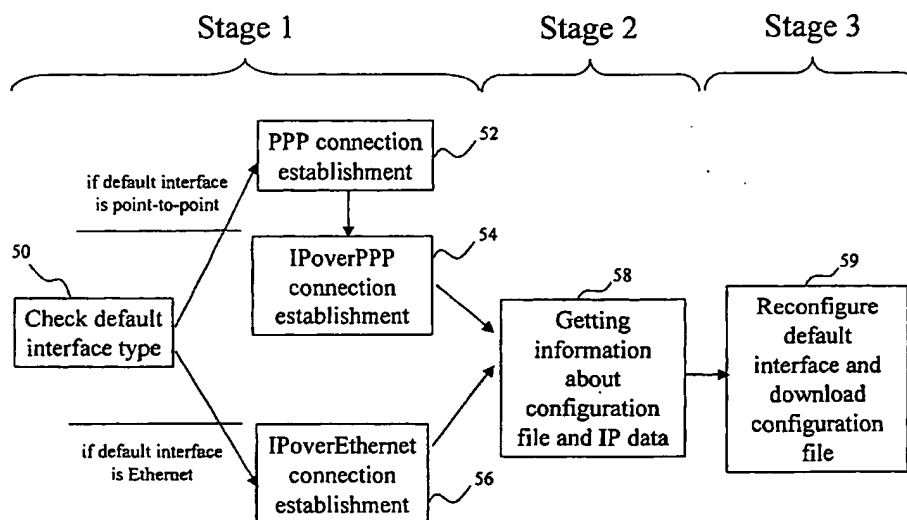 Stage 1
Stage 2
Stage 3
PPP connection
establishment
52
if default interface
is point-to-point
50
Check default
interface type
IPoverPPP
connection
establishment
54
if default interface
is Ethernet
IPoverEthernet
connection
establishment
56
58
Getting
information
about
configuration
file and IP data
59
Reconfigure
default
interface and
download
configuration
file